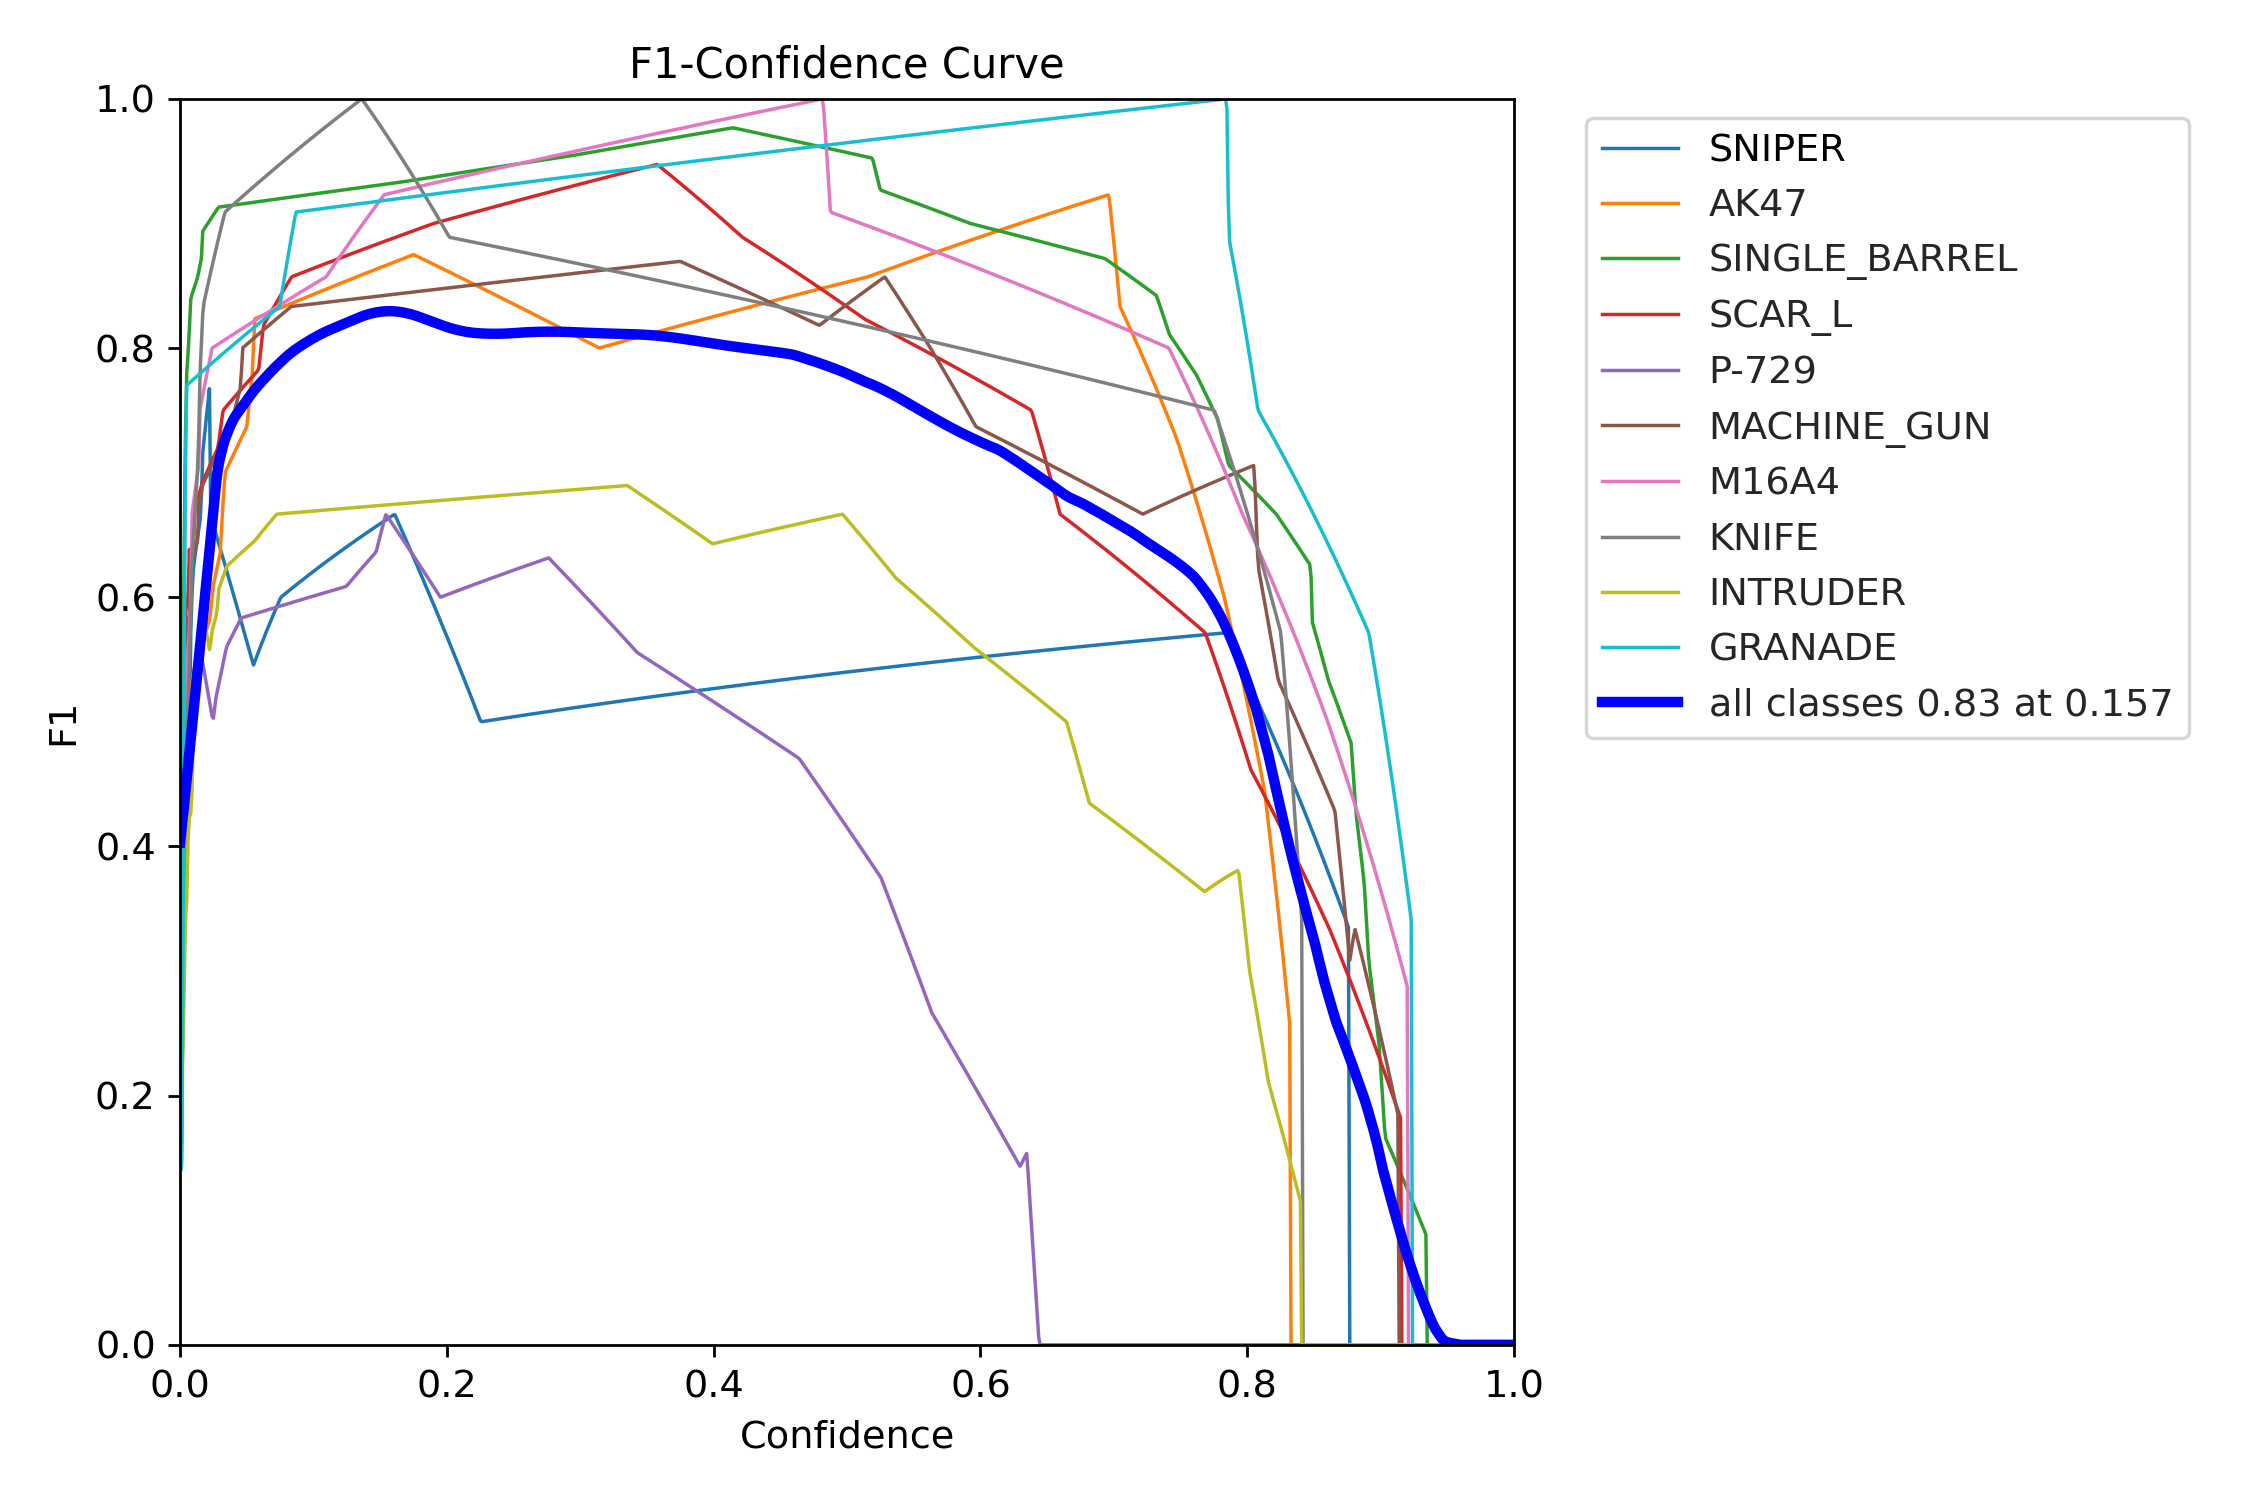 F1-Confidence Curve
1.0
0.8
0.6
0.4
0.2
0.0
F1
0.0 0.2 0.4 0.6 0.8 1.0
Confidence
SNIPER
AK47
SINGLE_BARREL
SCAR_L
P-729
MACHINE_GUN
M16A4
KNIFE
INTRUDER
GRANADE
all classes 0.83 at 0.157